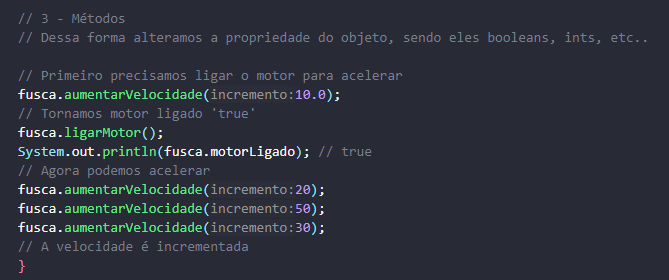 // 3 - Métodos
// Dessa forma alteramos a propriedade do objeto, sendo eles booleans, ints, etc..
// Primeiro precisamos ligar o motor para acelerar
fusca.aumentarVelocidade(incremento:10.0);
// Tornamos motor ligado 'true'
fusca.ligarMotor();
System.out.println(fusca.motorLigado); // true
// Agora podemos acelerar
fusca.aumentarVelocidade(incremento:20);
fusca.aumentarVelocidade(incremento:50);
fusca.aumentarVelocidade(incremento:30);
// A velocidade é incrementada
}